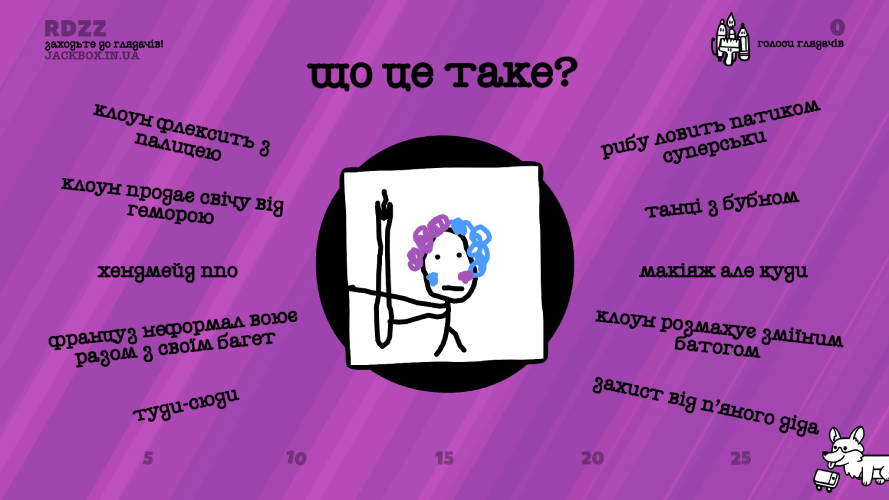 RDZZ
заходьте до глядачів!
JACKBOX.IN.UA
0
голоси глядачів
що це таке?
клоун флексить з
палицею
клоун продає свічу від
геморою
хендмейд ппо
француз неформал воює
разом з своїм багет
туди-сюди
рибу ловить патиком
суперськи
танці з бубном
макіяж але куди
клоун розмахує зміїним
батогом
захист від п'яного діда
5 10 15 20 25